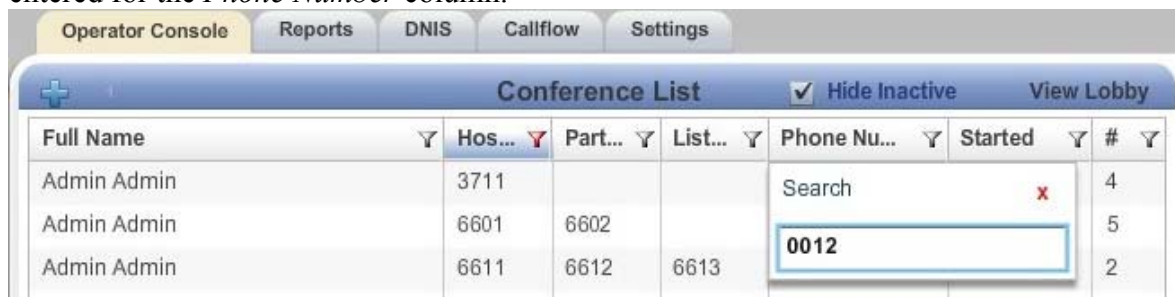 entered for the Phone Number column.
Operator Console Reports DNIS Callflow Settings
Conference List Hide Inactive View Lobby
Full Name Hos... Part... List... Phone Nu... Started #
Admin Admin 3711 Search x 4
Admin Admin 6601 6602 0012 5
Admin Admin 6611 6612 6613 2